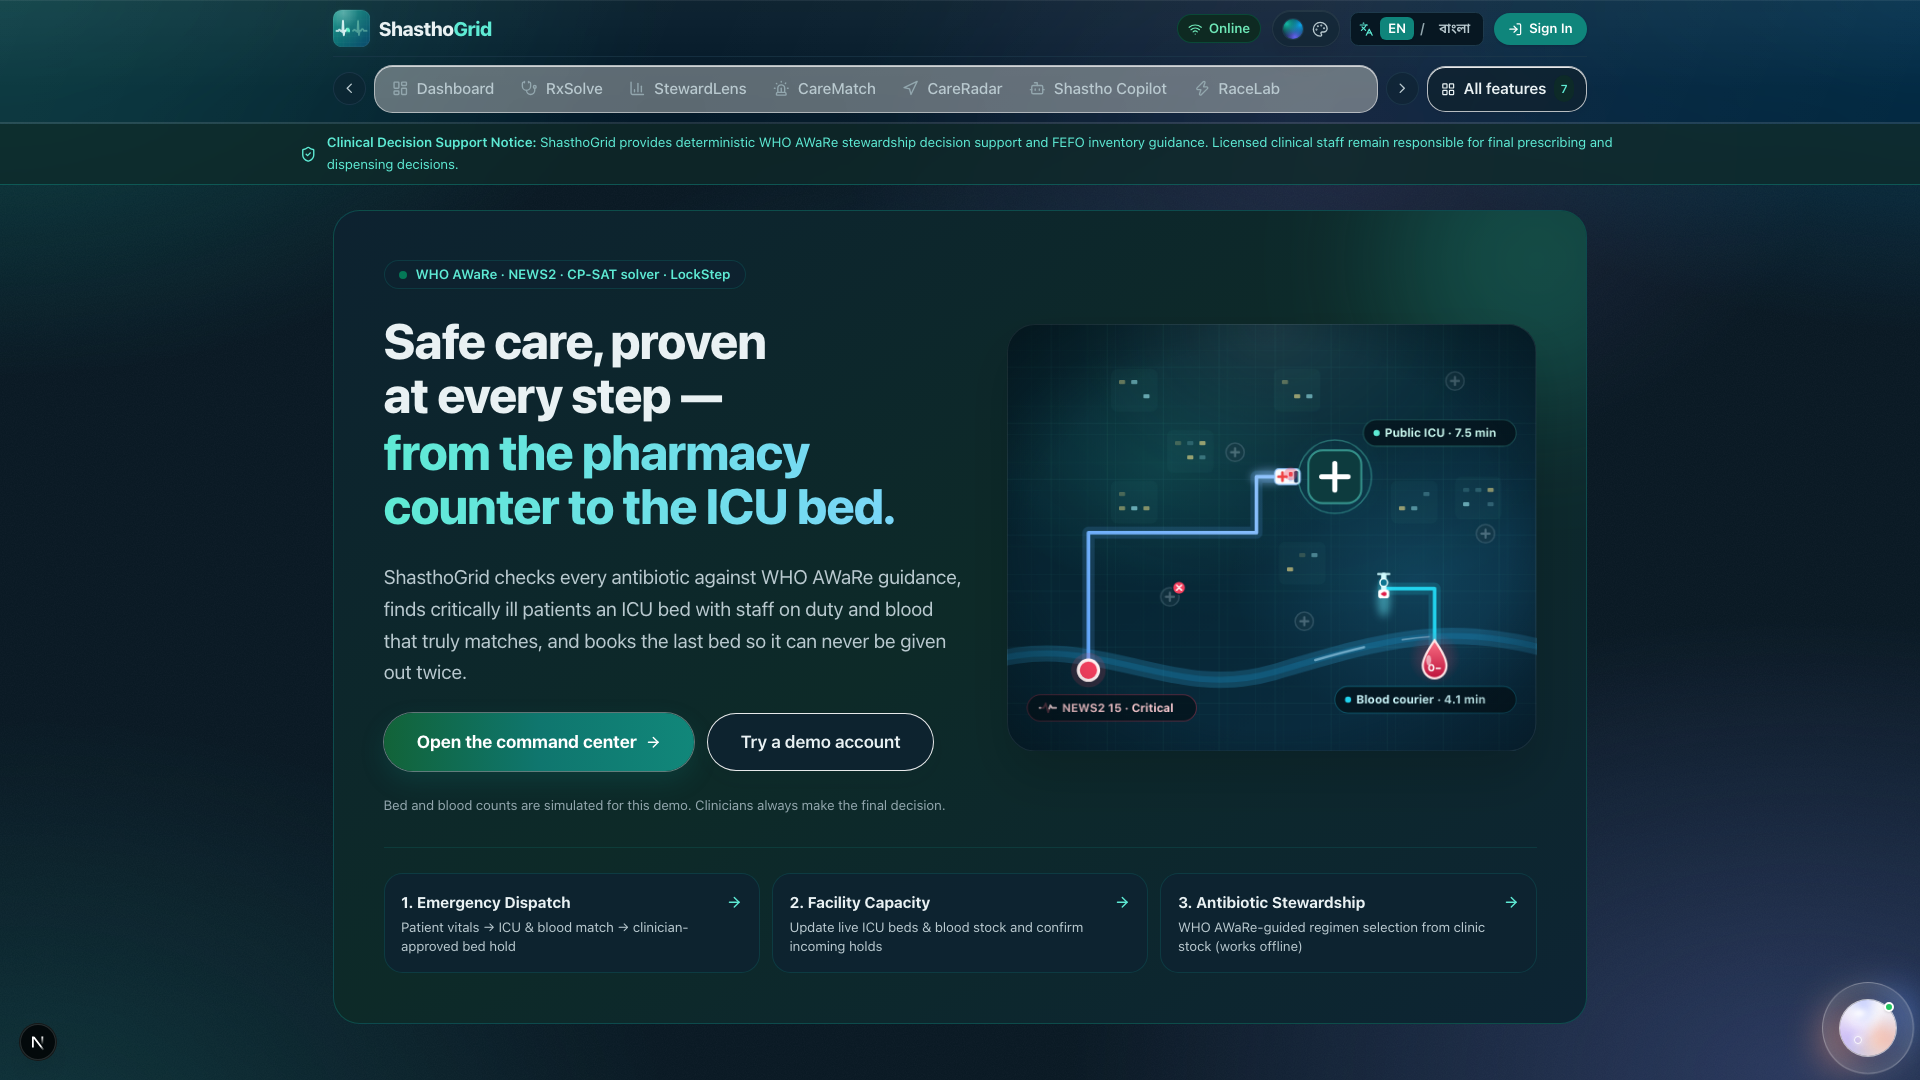 ShasthoGrid
Online
EN / বাংলা
Sign In
Dashboard
RxSolve
StewardLens
CareMatch
CareRadar
Shastho Copilot
RaceLab
All features 7
Clinical Decision Support Notice: ShasthoGrid provides deterministic WHO AWaRe stewardship decision support and FEFO inventory guidance. Licensed clinical staff remain responsible for final prescribing and
dispensing decisions.
WHO AWaRe · NEWS2 · CP-SAT solver · LockStep
Safe care, proven
at every step —
from the pharmacy
counter to the ICU bed.
ShasthoGrid checks every antibiotic against WHO AWaRe guidance,
finds critically ill patients an ICU bed with staff on duty and blood
that truly matches, and books the last bed so it can never be given
out twice.
Open the command center →
Try a demo account
Bed and blood counts are simulated for this demo. Clinicians always make the final decision.
Public ICU · 7.5 min
O-
NEWS2 15 · Critical
Blood courier · 4.1 min
1. Emergency Dispatch →
Patient vitals → ICU & blood match → clinician-
approved bed hold
2. Facility Capacity →
Update live ICU beds & blood stock and confirm
incoming holds
3. Antibiotic Stewardship →
WHO AWaRe-guided regimen selection from clinic
stock (works offline)
N